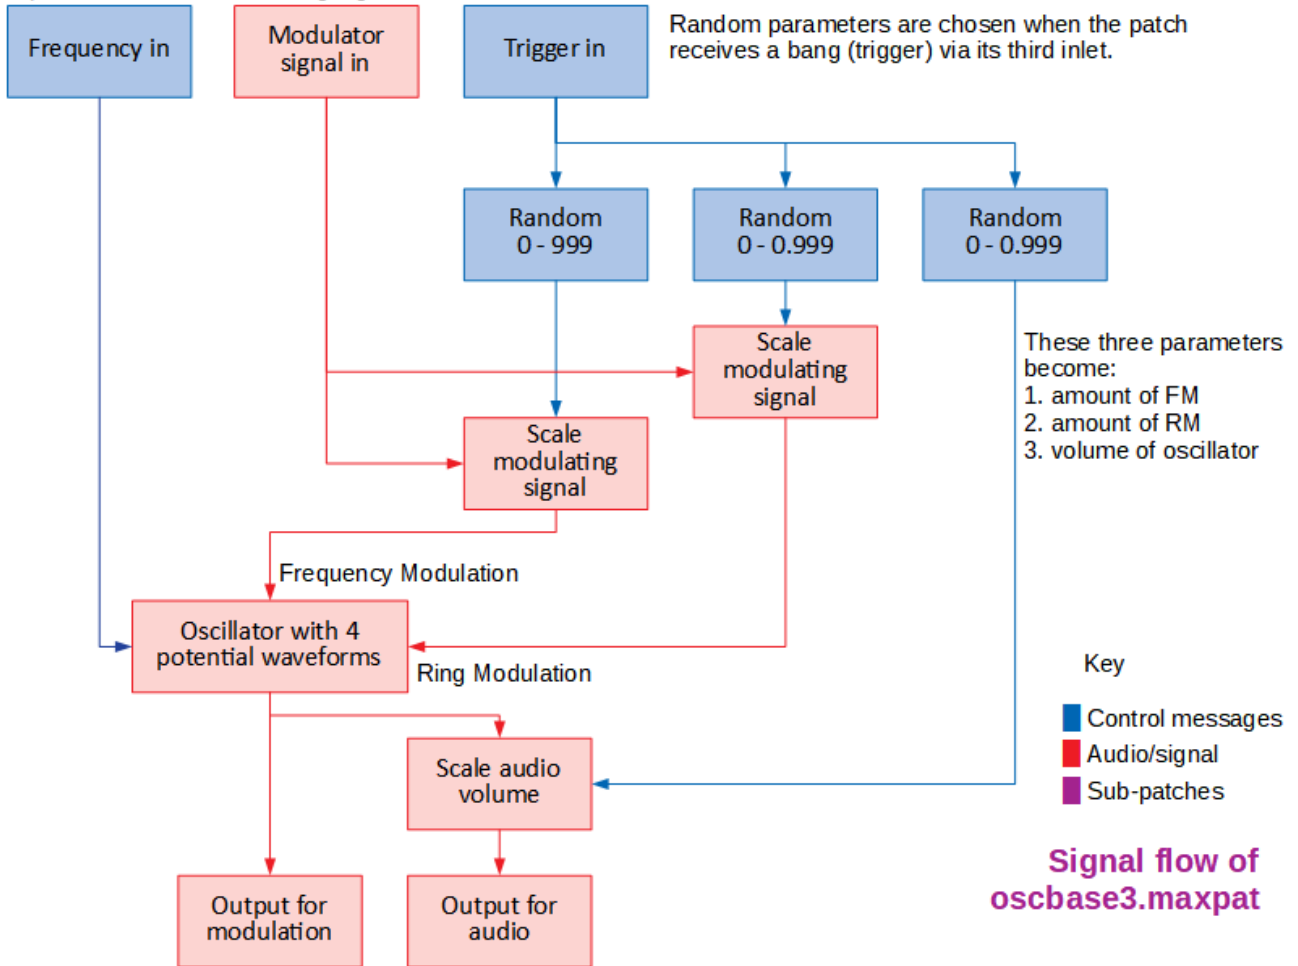 Frequency in
Modulator
signal in
Trigger in
Random parameters are chosen when the patch
receives a bang (trigger) via its third inlet.
Random
0 - 999
Random
0 - 0.999
Random
0 - 0.999
Scale
modulating
signal
These three parameters
become:
1. amount of FM
2. amount of RM
3. volume of oscillator
Scale
modulating
signal
Frequency Modulation
Oscillator with 4
potential waveforms
Ring Modulation
Key
Control messages
Audio/signal
Sub-patches
Scale audio
volume
Signal flow of
oscbase3.maxpat
Output for
modulation
Output for
audio